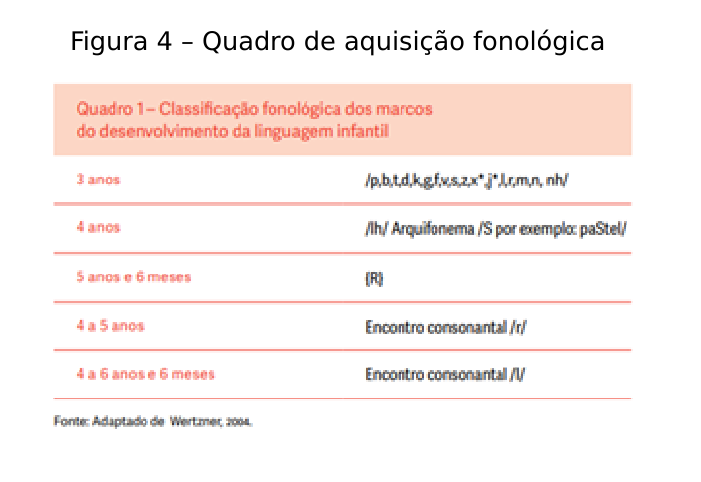 Figura 4 – Quadro de aquisição fonológica
Quadro 1 – Classificação fonológica dos marcos
do desenvolvimento da linguagem infantil
3 anos /p,b,t,d,k,g,f,v,s,z,x*,j*,l,r,m,n, nh/
4 anos /lh/ Arquifonema /S por exemplo: paStel/
5 anos e 6 meses {R}
4 a 5 anos Encontro consonantal /r/
4 a 6 anos e 6 meses Encontro consonantal /l/
Fonte: Adaptado de Wertzner, 2004.